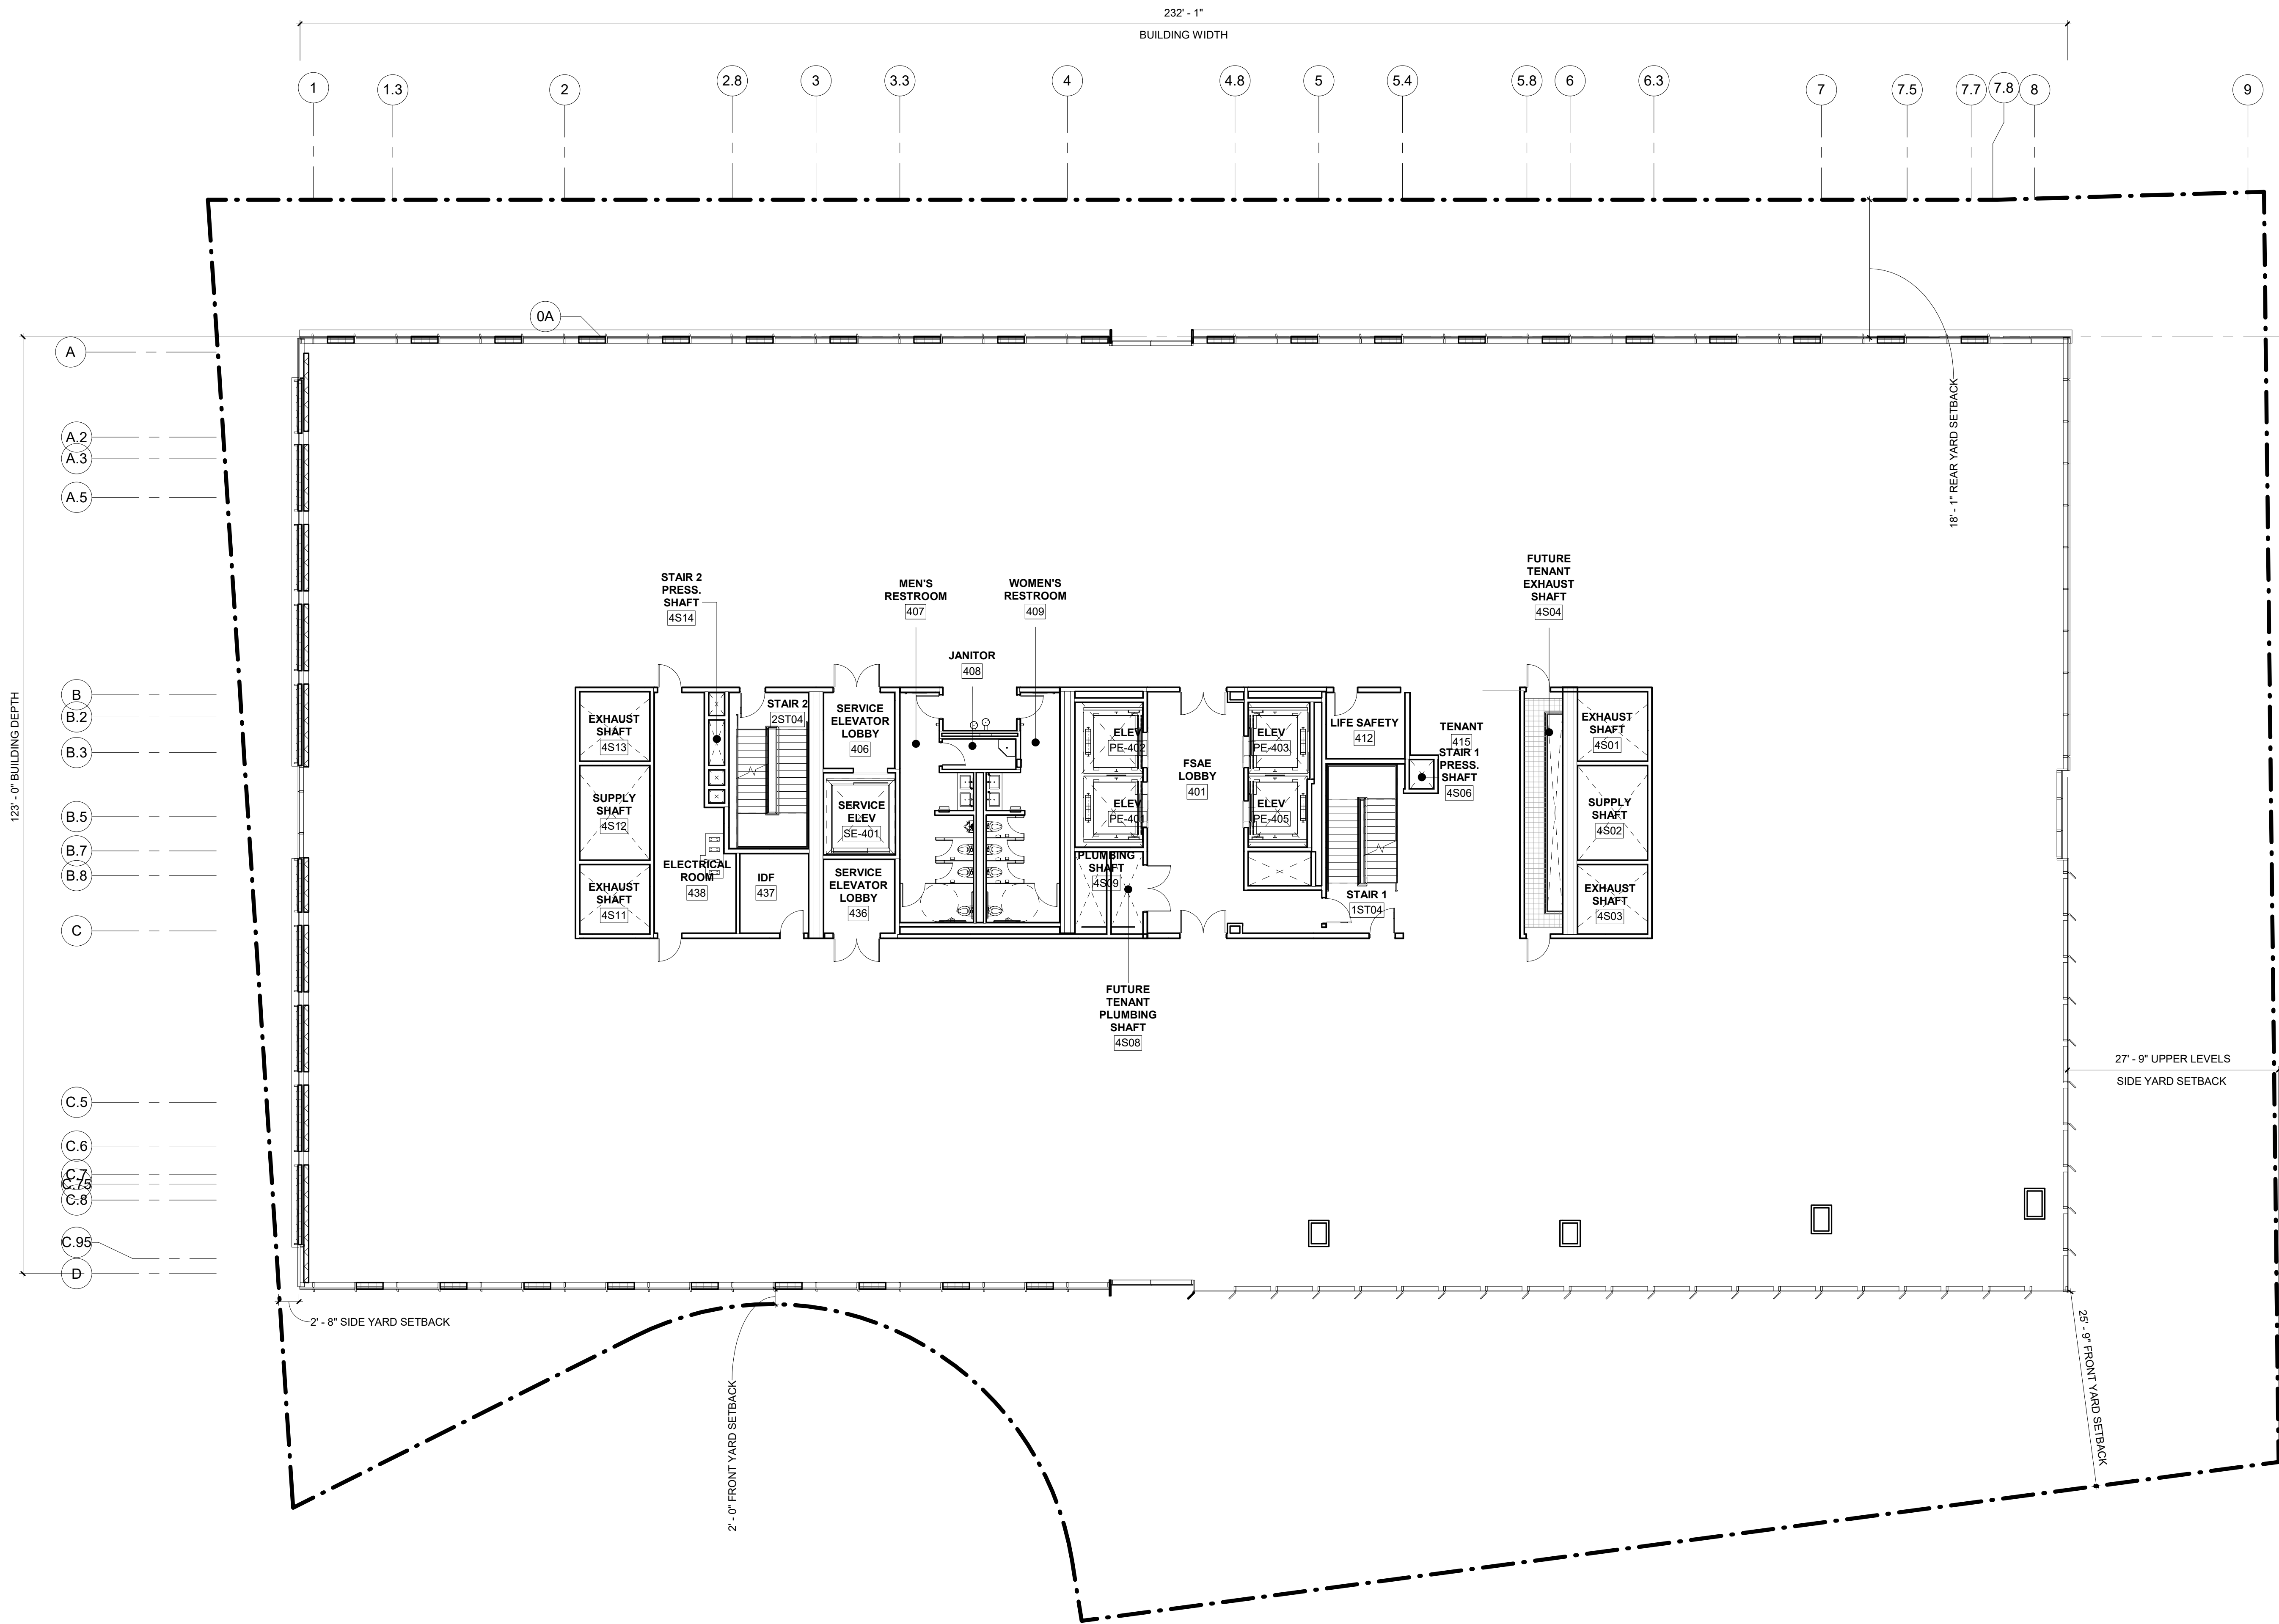 232' - 1"
BUILDING WIDTH
1
1.3
2
2.8
3
3.3
4
4.8
5
5.4
5.8
6
6.3
7
7.5
7.7
7.8
8
9
0A
A
A.2
A.3
A.5
B
B.2
B.3
B.5
B.7
B.8
C
C.5
C.6
C.7
C.75
C.8
C.95
D
123' - 0" BUILDING DEPTH
18' - 1" REAR YARD SETBACK
STAIR 2
PRESS.
SHAFT
4S14
MEN'S
RESTROOM
407
WOMEN'S
RESTROOM
409
JANITOR
408
FUTURE
TENANT
EXHAUST
SHAFT
4S04
EXHAUST
SHAFT
4S13
SUPPLY
SHAFT
4S12
EXHAUST
SHAFT
4S11
ELECTRICAL
ROOM
438
STAIR 2
2ST04
IDF
437
SERVICE
ELEVATOR
LOBBY
406
SERVICE
ELEV
SE-401
SERVICE
ELEVATOR
LOBBY
436
ELEV
PE-402
ELEV
PE-401
PLUMBING
SHAFT
4S09
FSAE
LOBBY
401
ELEV
PE-403
ELEV
PE-405
LIFE SAFETY
412
STAIR 1
1ST04
TENANT
415
STAIR 1
PRESS.
SHAFT
4S06
EXHAUST
SHAFT
4S01
SUPPLY
SHAFT
4S02
EXHAUST
SHAFT
4S03
FUTURE
TENANT
PLUMBING
SHAFT
4S08
27' - 9" UPPER LEVELS
SIDE YARD SETBACK
2' - 8" SIDE YARD SETBACK
2' - 0" FRONT YARD SETBACK
25' - 9" FRONT YARD SETBACK